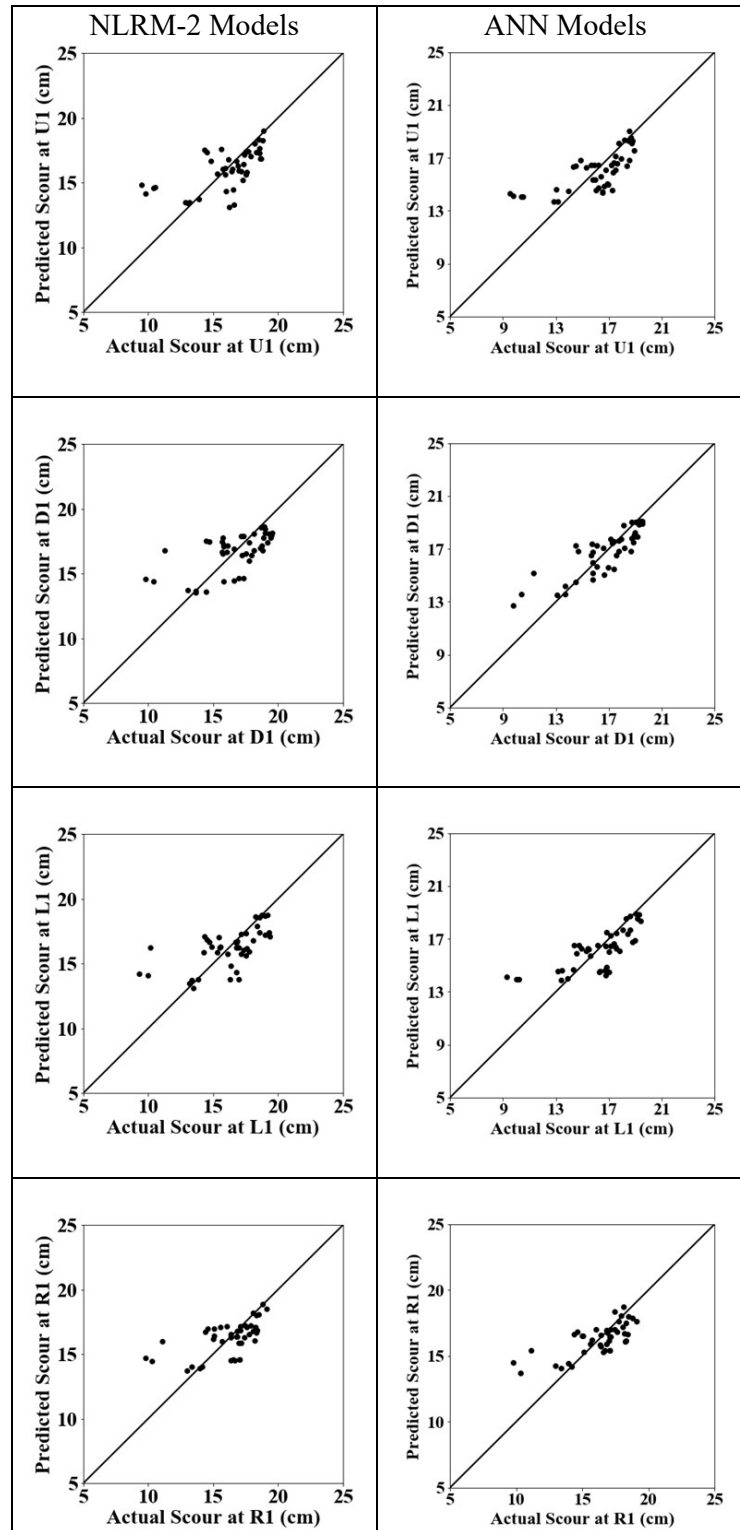 NLRM-2 Models
ANN Models
Predicted Scour at U1 (cm)
25
20
15
10
5
5 10 15 20 25
Actual Scour at U1 (cm)
Predicted Scour at U1 (cm)
25
21
17
13
9
5
5 9 13 17 21 25
Actual Scour at U1 (cm)
Predicted Scour at D1 (cm)
25
20
15
10
5
5 10 15 20 25
Actual Scour at D1 (cm)
Predicted Scour at D1 (cm)
25
21
17
13
9
5
5 9 13 17 21 25
Actual Scour at D1 (cm)
Predicted Scour at L1 (cm)
25
20
15
10
5
5 10 15 20 25
Actual Scour at L1 (cm)
Predicted Scour at L1 (cm)
25
21
17
13
9
5
5 9 13 17 21 25
Actual Scour at L1 (cm)
Predicted Scour at R1 (cm)
25
20
15
10
5
5 10 15 20 25
Actual Scour at R1 (cm)
Predicted Scour at R1 (cm)
25
20
15
10
5
5 10 15 20 25
Actual Scour at R1 (cm)